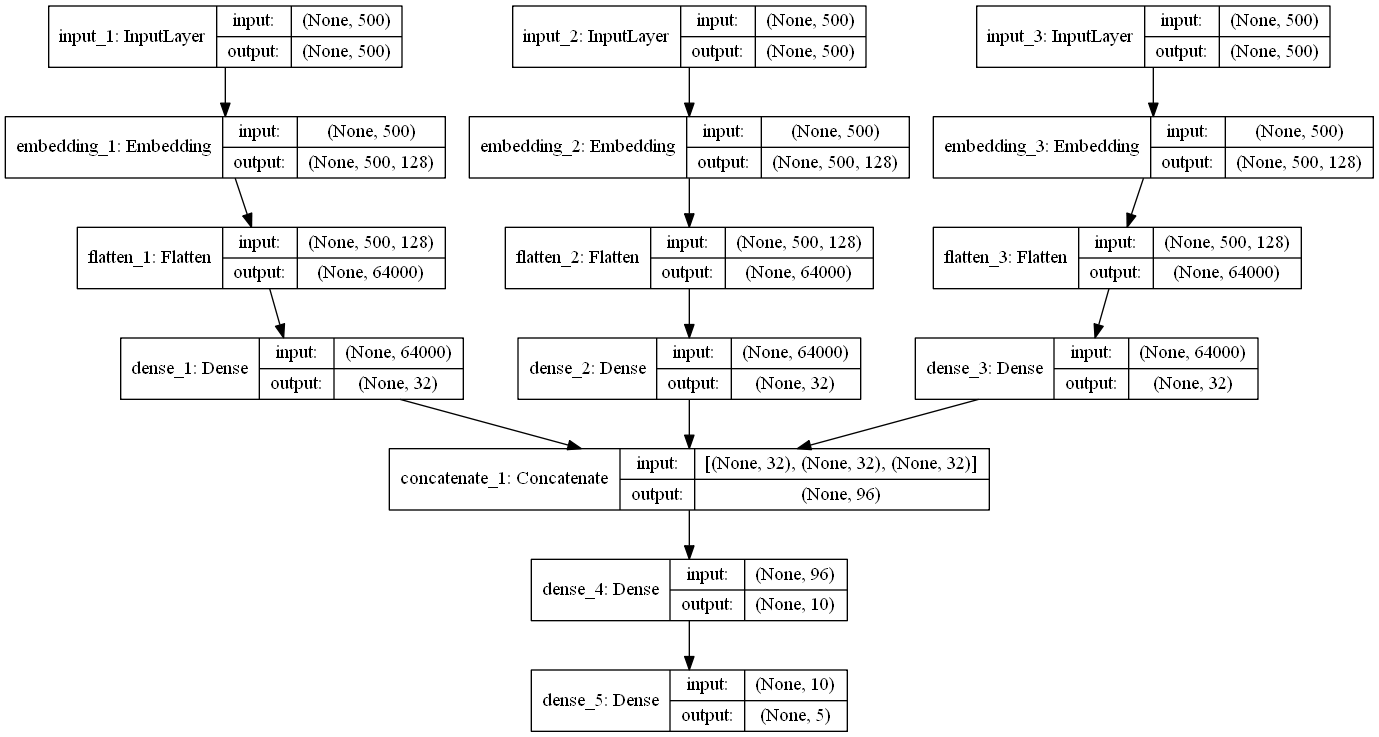 input_1: InputLayer
input: (None, 500)
output: (None, 500)
input_2: InputLayer
input: (None, 500)
output: (None, 500)
input_3: InputLayer
input: (None, 500)
output: (None, 500)
embedding_1: Embedding
input: (None, 500)
output: (None, 500, 128)
embedding_2: Embedding
input: (None, 500)
output: (None, 500, 128)
embedding_3: Embedding
input: (None, 500)
output: (None, 500, 128)
flatten_1: Flatten
input: (None, 500, 128)
output: (None, 64000)
flatten_2: Flatten
input: (None, 500, 128)
output: (None, 64000)
flatten_3: Flatten
input: (None, 500, 128)
output: (None, 64000)
dense_1: Dense
input: (None, 64000)
output: (None, 32)
dense_2: Dense
input: (None, 64000)
output: (None, 32)
dense_3: Dense
input: (None, 64000)
output: (None, 32)
concatenate_1: Concatenate
input: [(None, 32), (None, 32), (None, 32)]
output: (None, 96)
dense_4: Dense
input: (None, 96)
output: (None, 10)
dense_5: Dense
input: (None, 10)
output: (None, 5)